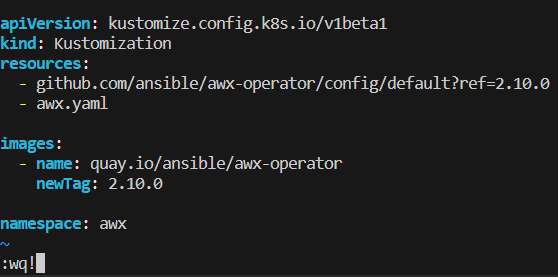 apiVersion: kustomize.config.k8s.io/v1beta1
kind: Kustomization
resources:
  - github.com/ansible/awx-operator/config/default?ref=2.10.0
  - awx.yaml

images:
  - name: quay.io/ansible/awx-operator
    newTag: 2.10.0

namespace: awx
~
:wq!